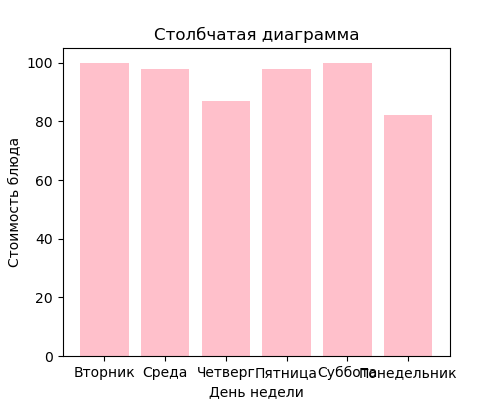 Столбчатая диаграмма
Стоимость блюда
100
80
60
40
20
0
Вторник Среда Четверг Пятница Суббота Понедельник
День недели